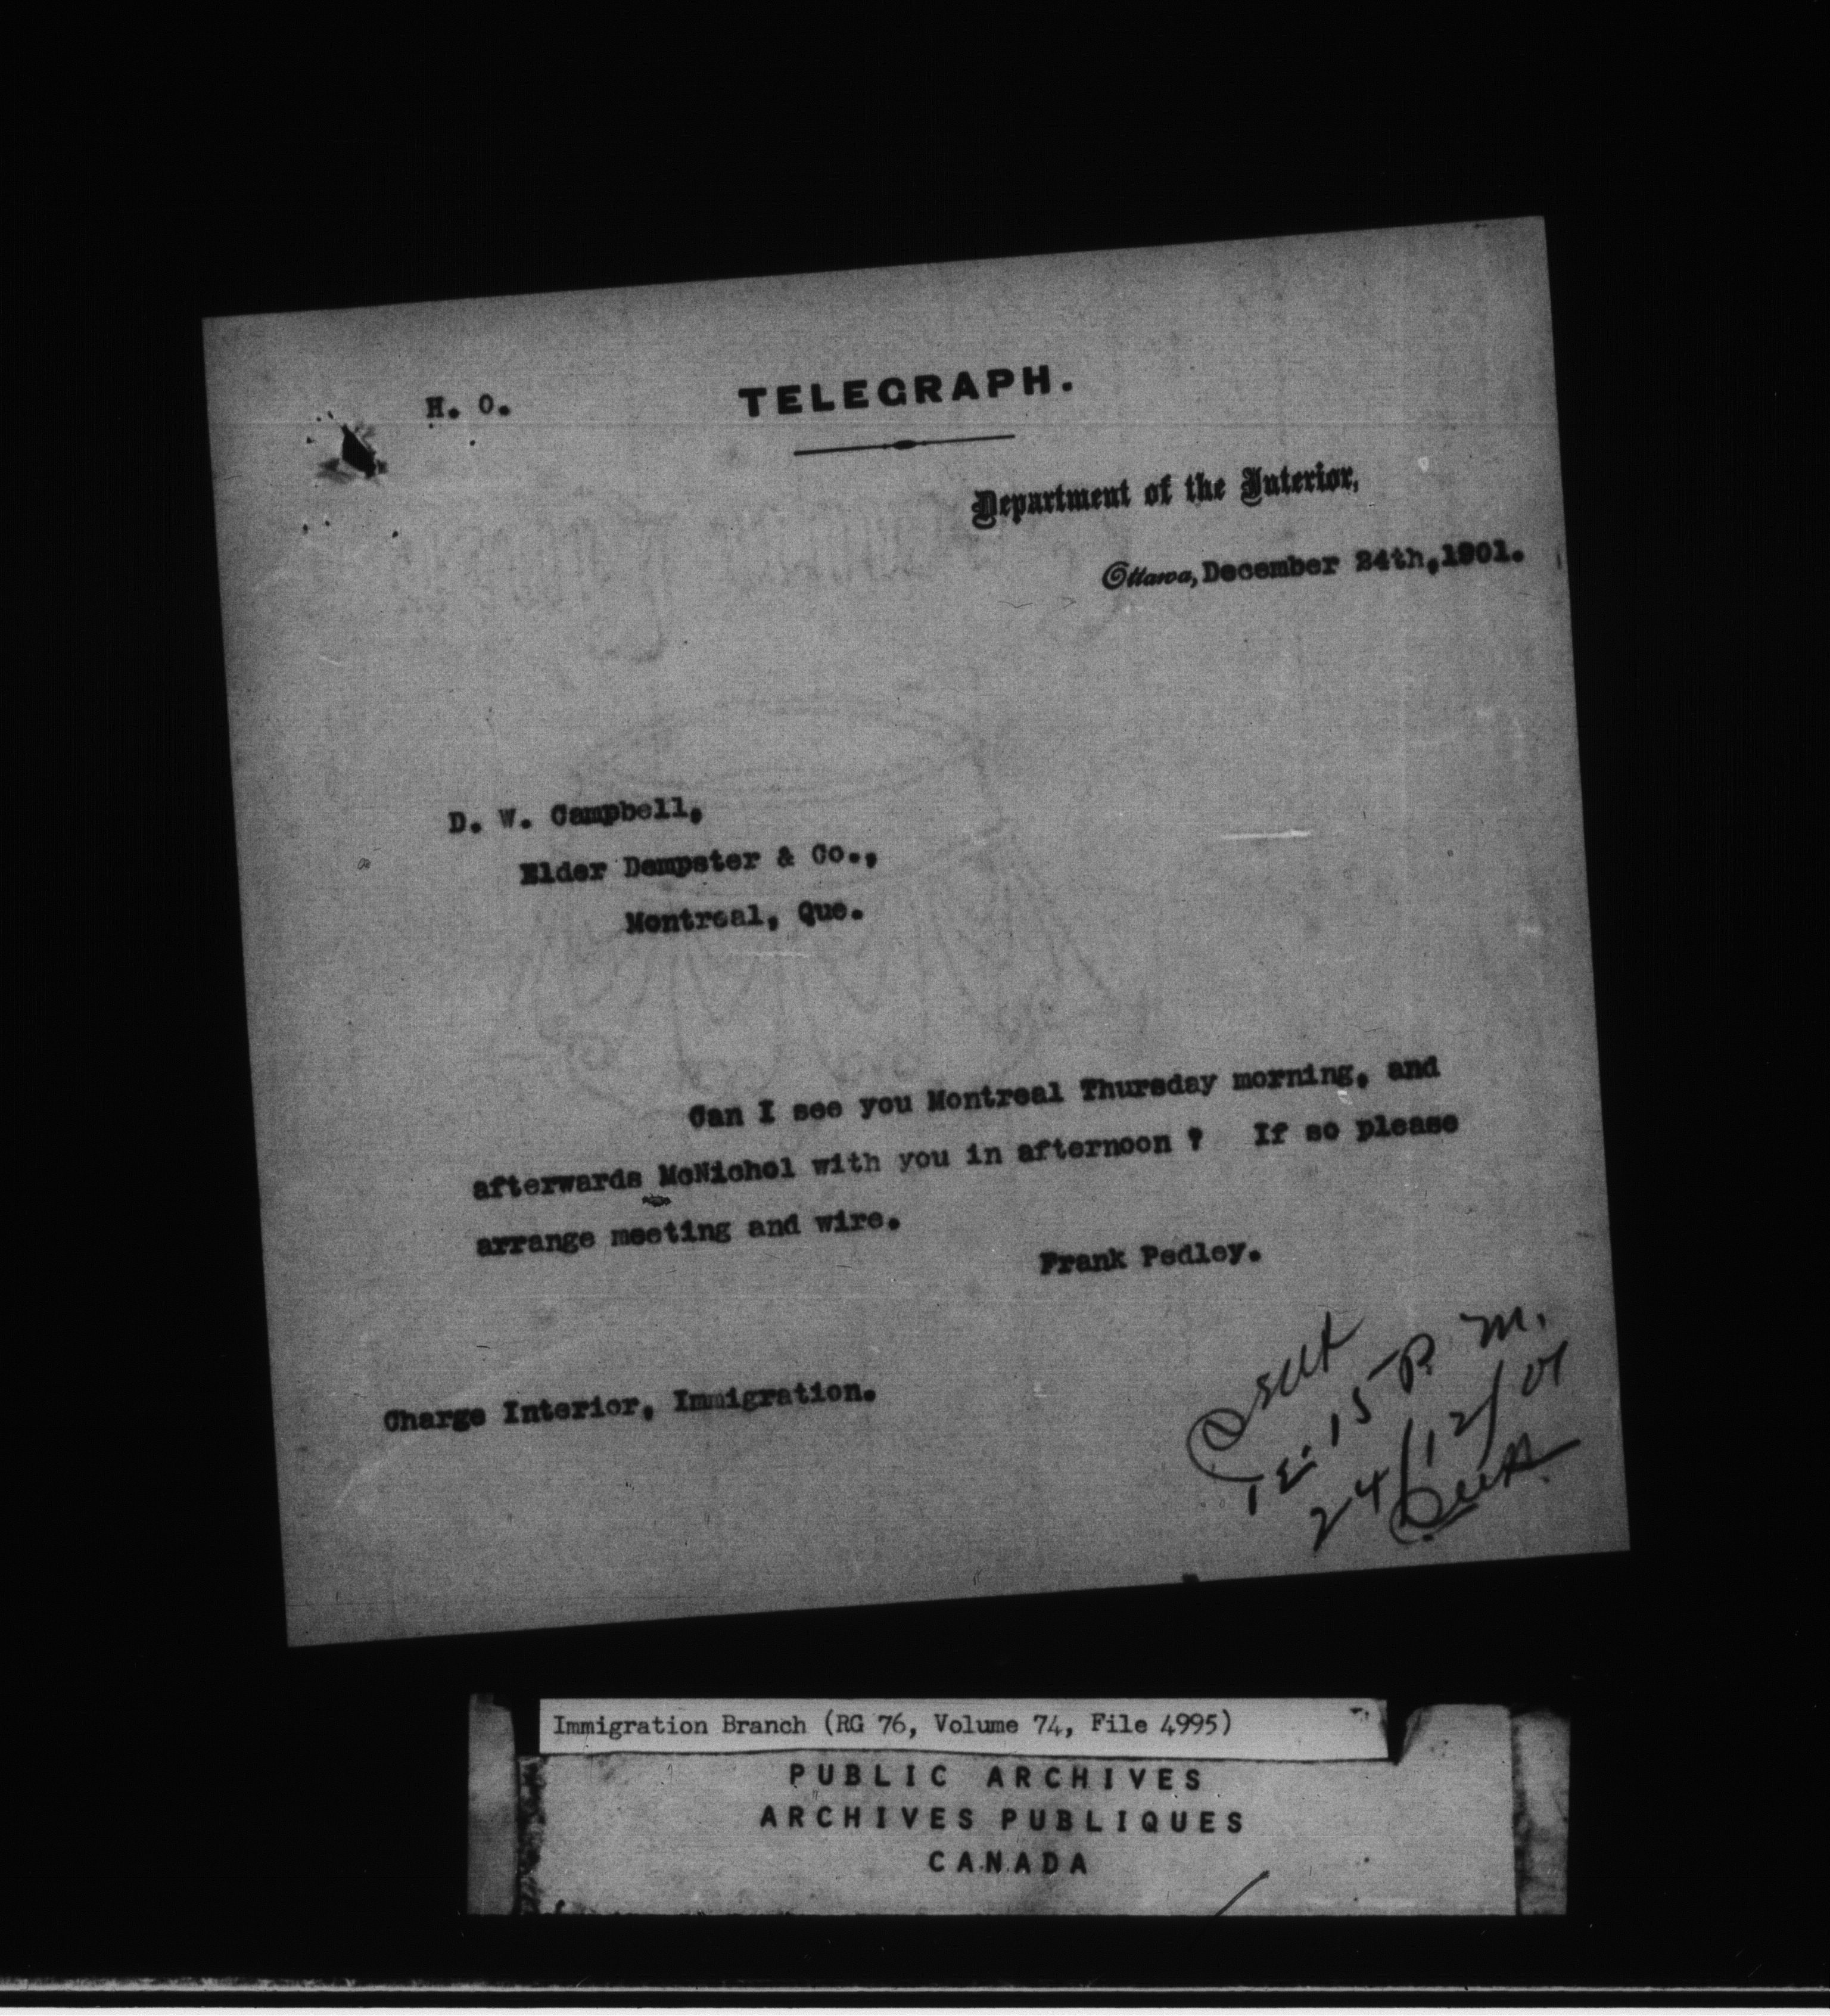 H. O.
TELEGRAPH.
Department of the Interior,
Ottawa, December 24th, 1901.
D. W. Campbell,
Elder Dempster & Co.,
Montreal, Que.
Can I see you Montreal Thursday morning, and
afterwards McNichol with you in afternoon ? If so please
arrange meeting and wire.
Frank Pedley.
Charge Interior, Immigration.
sent
12:15 P. M.
24/12/01
Immigration Branch (RG 76, Volume 74, File 4995)
PUBLIC ARCHIVES
ARCHIVES PUBLIQUES
CANADA